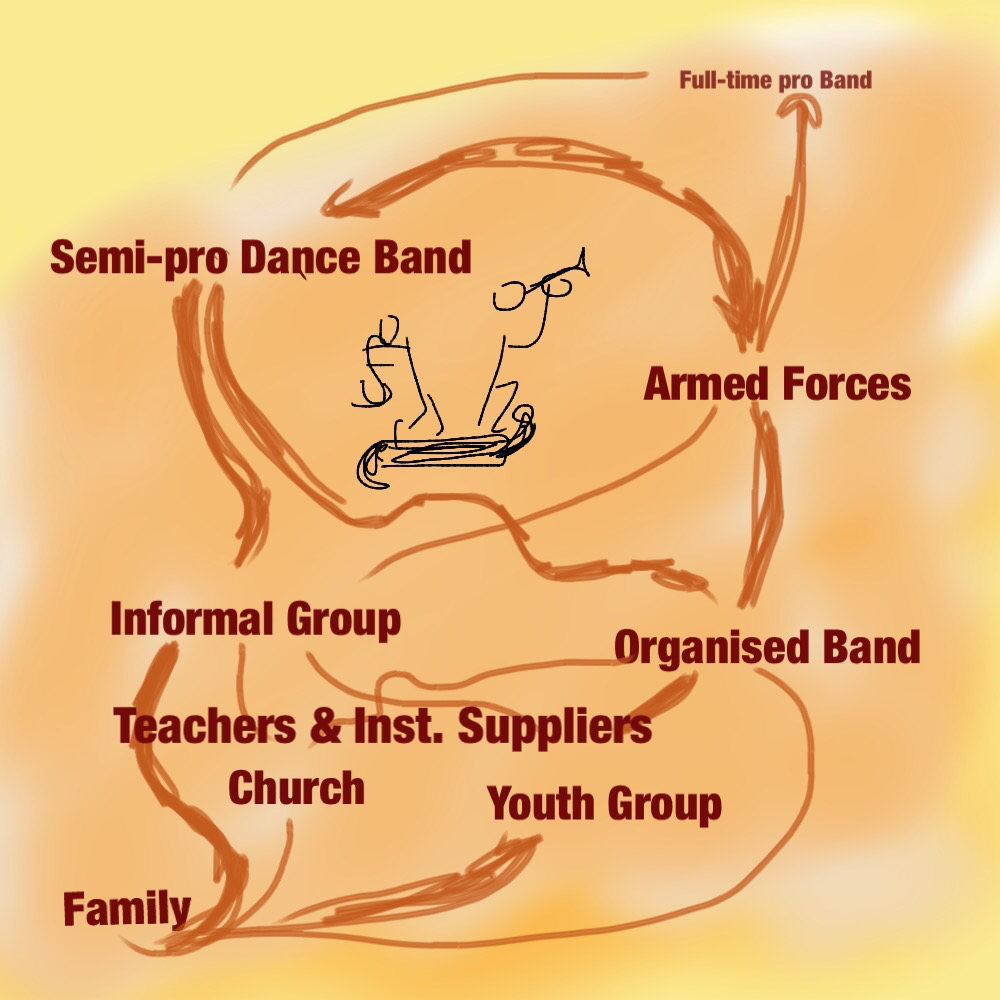 Full-time pro Band
Semi-pro Dance Band
Armed Forces
Informal Group
Organised Band
Teachers & Inst. Suppliers
Church
Youth Group
Family